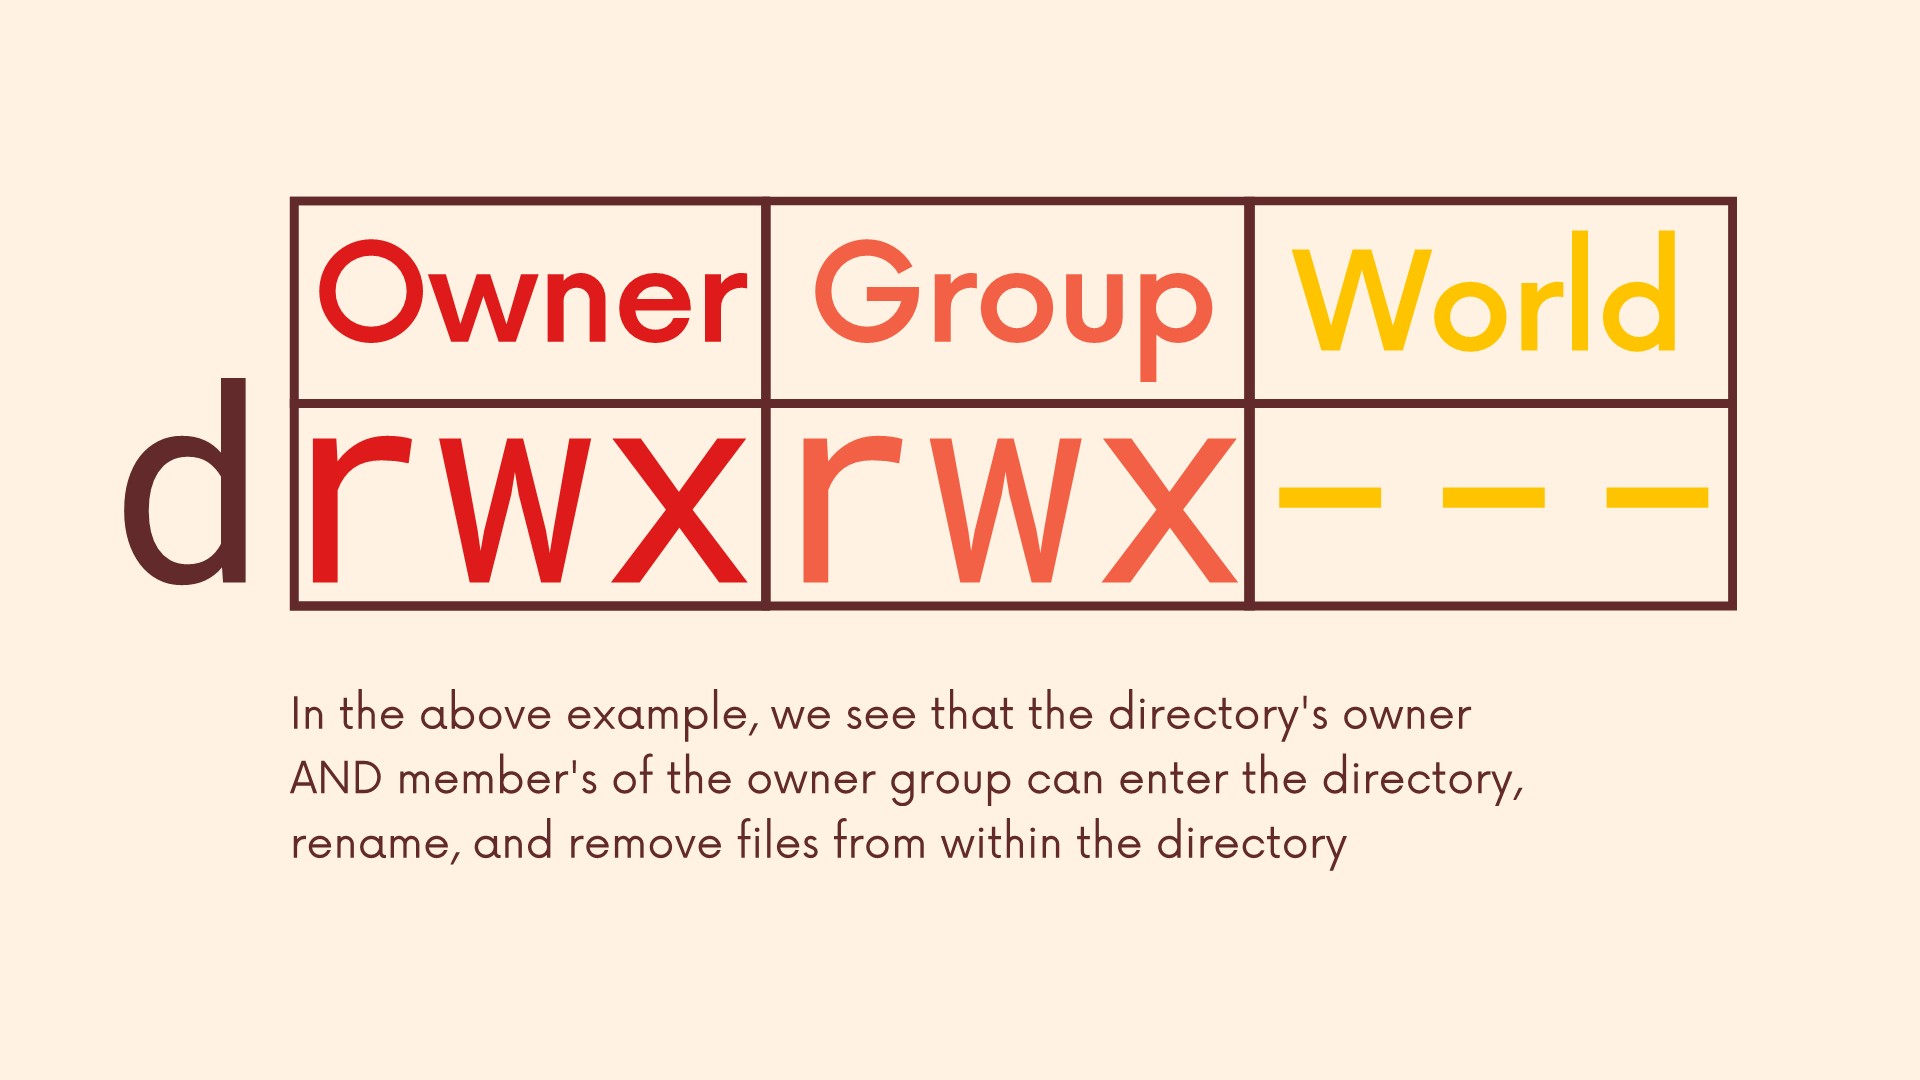 Owner Group World
d rwx rwx ---
In the above example, we see that the directory's owner
AND member's of the owner group can enter the directory,
rename, and remove files from within the directory